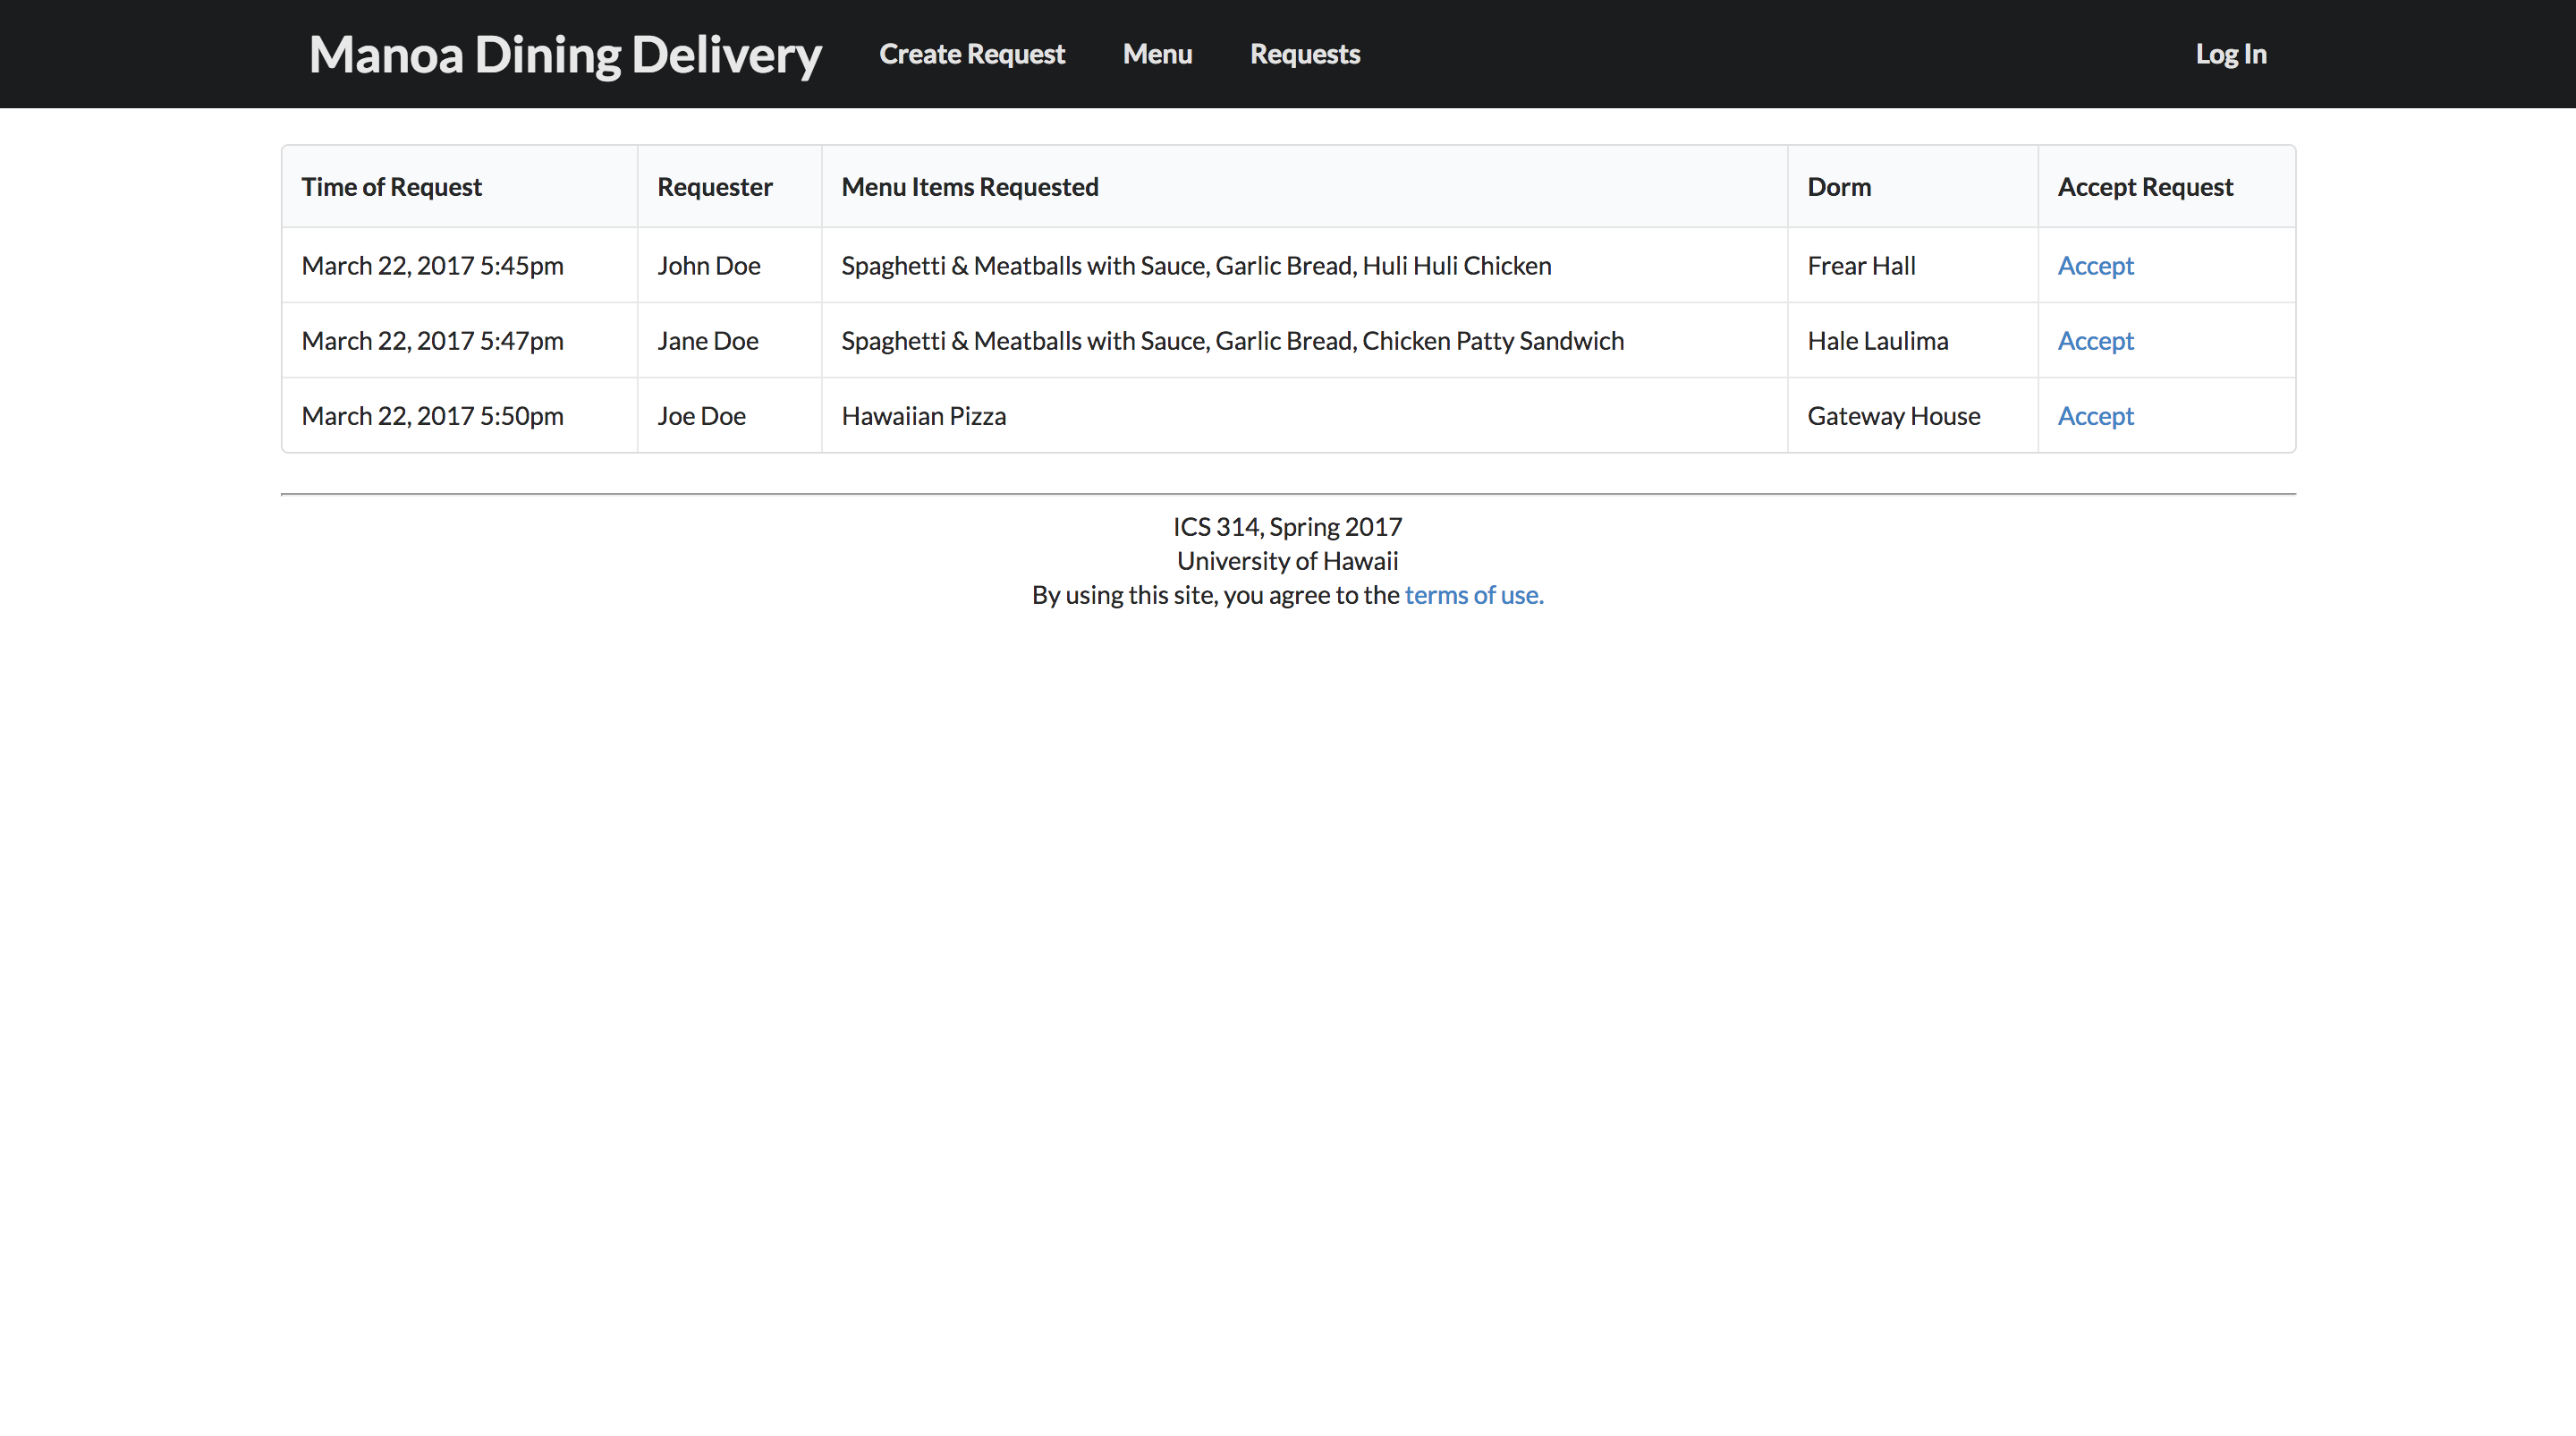 Manoa Dining Delivery Create Request Menu Requests Log In
Time of Request Requester Menu Items Requested Dorm Accept Request
March 22, 2017 5:45pm John Doe Spaghetti & Meatballs with Sauce, Garlic Bread, Huli Huli Chicken Frear Hall Accept
March 22, 2017 5:47pm Jane Doe Spaghetti & Meatballs with Sauce, Garlic Bread, Chicken Patty Sandwich Hale Laulima Accept
March 22, 2017 5:50pm Joe Doe Hawaiian Pizza Gateway House Accept
ICS 314, Spring 2017
University of Hawaii
By using this site, you agree to the terms of use.